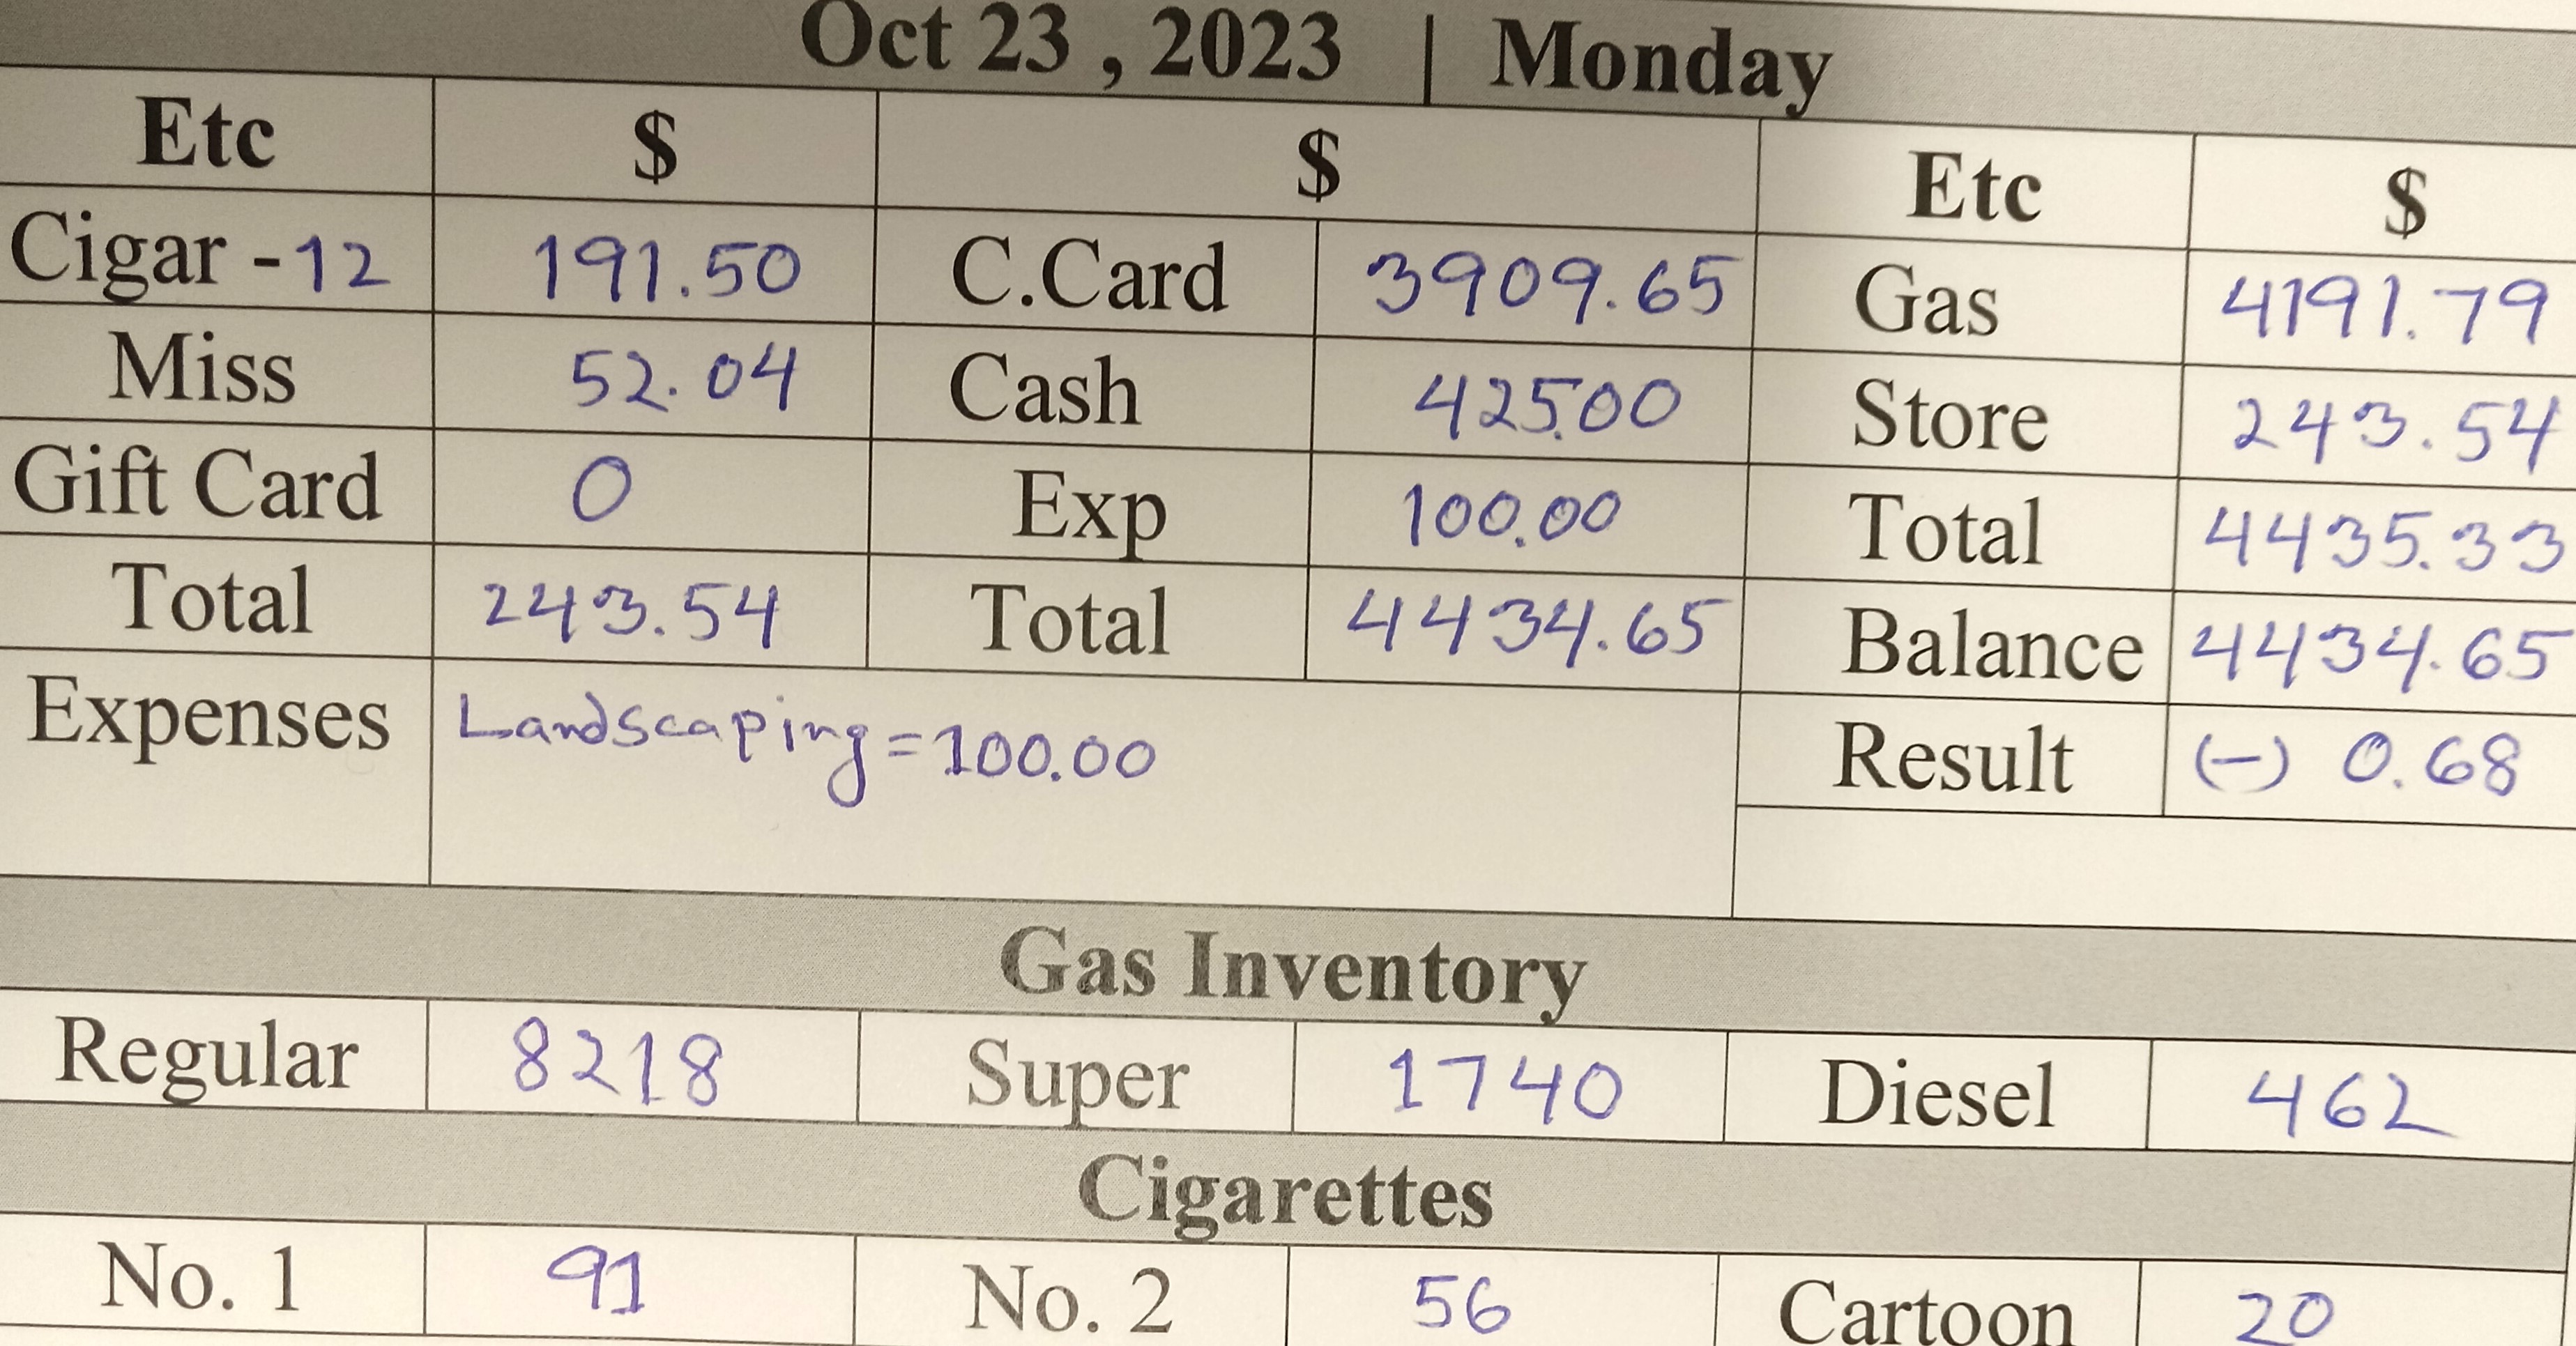 Oct 23 , 2023 | Monday
Etc $ $ Etc $
Cigar - 12 191.50 C.Card 3909.65 Gas 4191.79
Miss 52.04 Cash 425.00 Store 243.54
Gift Card 0 Exp 100.00 Total 4435.33
Total 243.54 Total 4434.65 Balance 4434.65
Expenses Landscaping = 100.00 Result (-) 0.68
Gas Inventory
Regular 8218 Super 1740 Diesel 462
Cigarettes
No. 1 91 No. 2 56 Cartoon 20